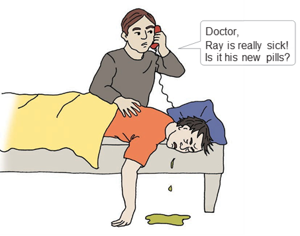 Doctor,
Ray is really sick!
Is it his new pills?